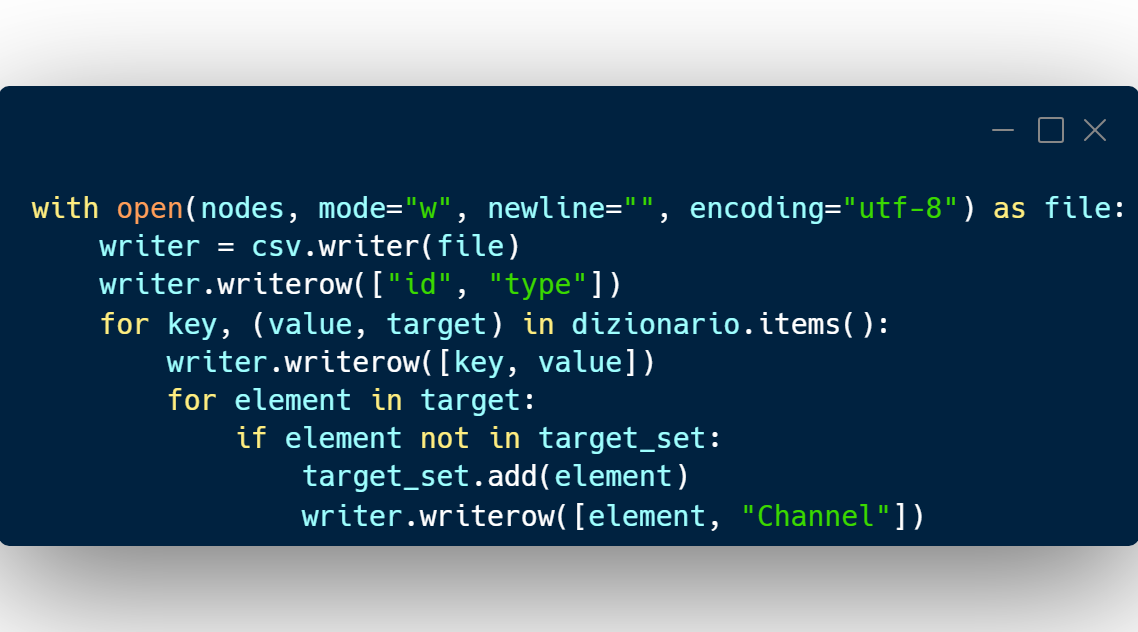 with open(nodes, mode="w", newline="", encoding="utf-8") as file:
    writer = csv.writer(file)
    writer.writerow(["id", "type"])
    for key, (value, target) in dizionario.items():
        writer.writerow([key, value])
        for element in target:
            if element not in target_set:
                target_set.add(element)
                writer.writerow([element, "Channel"])